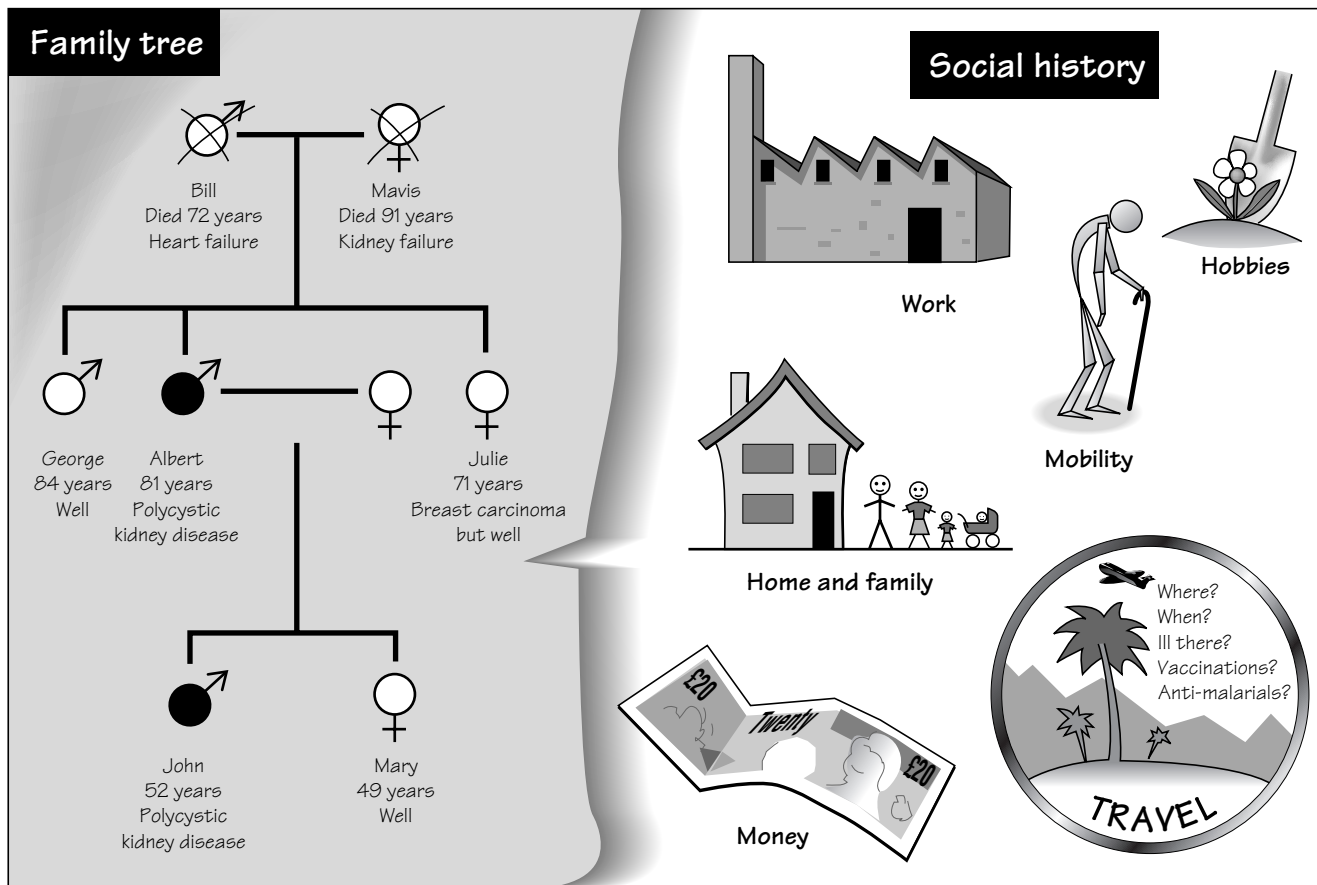 Family tree
Bill
Died 72 years
Heart failure
Mavis
Died 91 years
Kidney failure
George
84 years
Well
Albert
81 years
Polycystic
kidney disease
Julie
71 years
Breast carcinoma
but well
John
52 years
Polycystic
kidney disease
Mary
49 years
Well
Social history
Work
Hobbies
Mobility
Home and family
£20
Twenty
£20
Money
Where?
When?
Ill there?
Vaccinations?
Anti-malarials?
TRAVEL